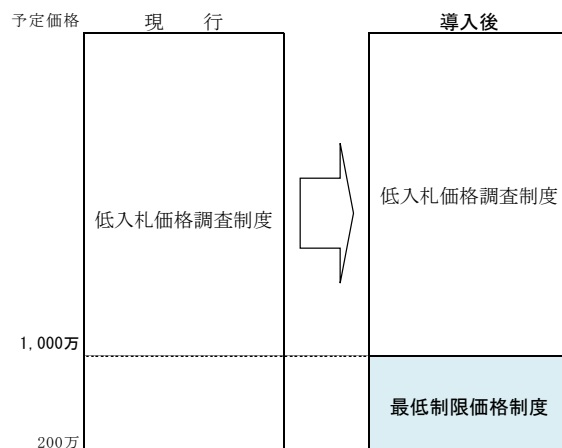 予定価格 現 行 導入後
低入札価格調査制度
低入札価格調査制度
1,000万
最低制限価格制度
200万